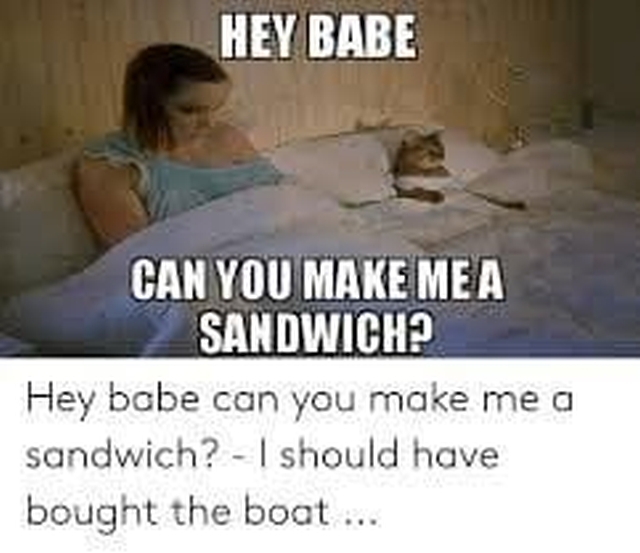 HEY BABE
CAN YOU MAKE ME A
SANDWICH?
Hey babe can you make me a
sandwich? - I should have
bought the boat ...